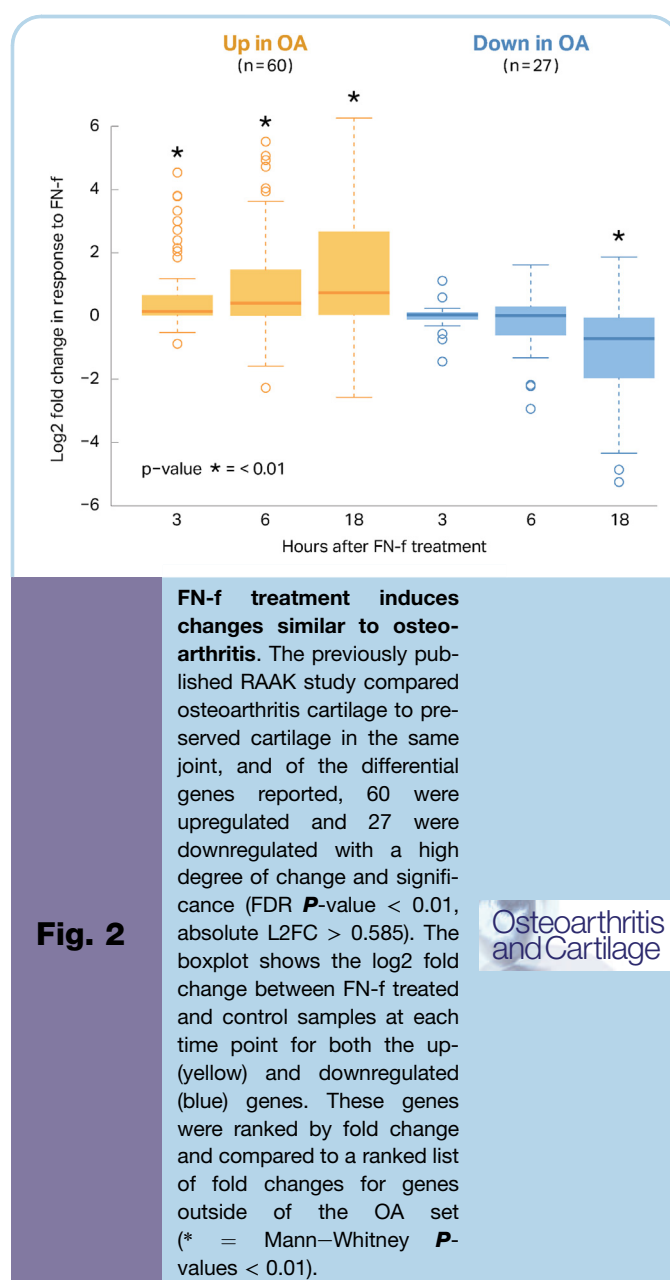 Up in OA
(n=60)
Down in OA
(n=27)
* * * *
6
4
2
0
−2
−4
−6
Log2 fold change in response to FN-f
p-value * = < 0.01
3 6 18 3 6 18
Hours after FN-f treatment
Fig. 2
FN-f treatment induces
changes similar to osteo-
arthritis. The previously pub-
lished RAAK study compared
osteoarthritis cartilage to pre-
served cartilage in the same
joint, and of the differential
genes reported, 60 were
upregulated and 27 were
downregulated with a high
degree of change and signifi-
cance (FDR P-value < 0.01,
absolute L2FC > 0.585). The
boxplot shows the log2 fold
change between FN-f treated
and control samples at each
time point for both the up-
(yellow) and downregulated
(blue) genes. These genes
were ranked by fold change
and compared to a ranked list
of fold changes for genes
outside of the OA set
(* = Mann−Whitney P-
values < 0.01).
Osteoarthritis
and Cartilage